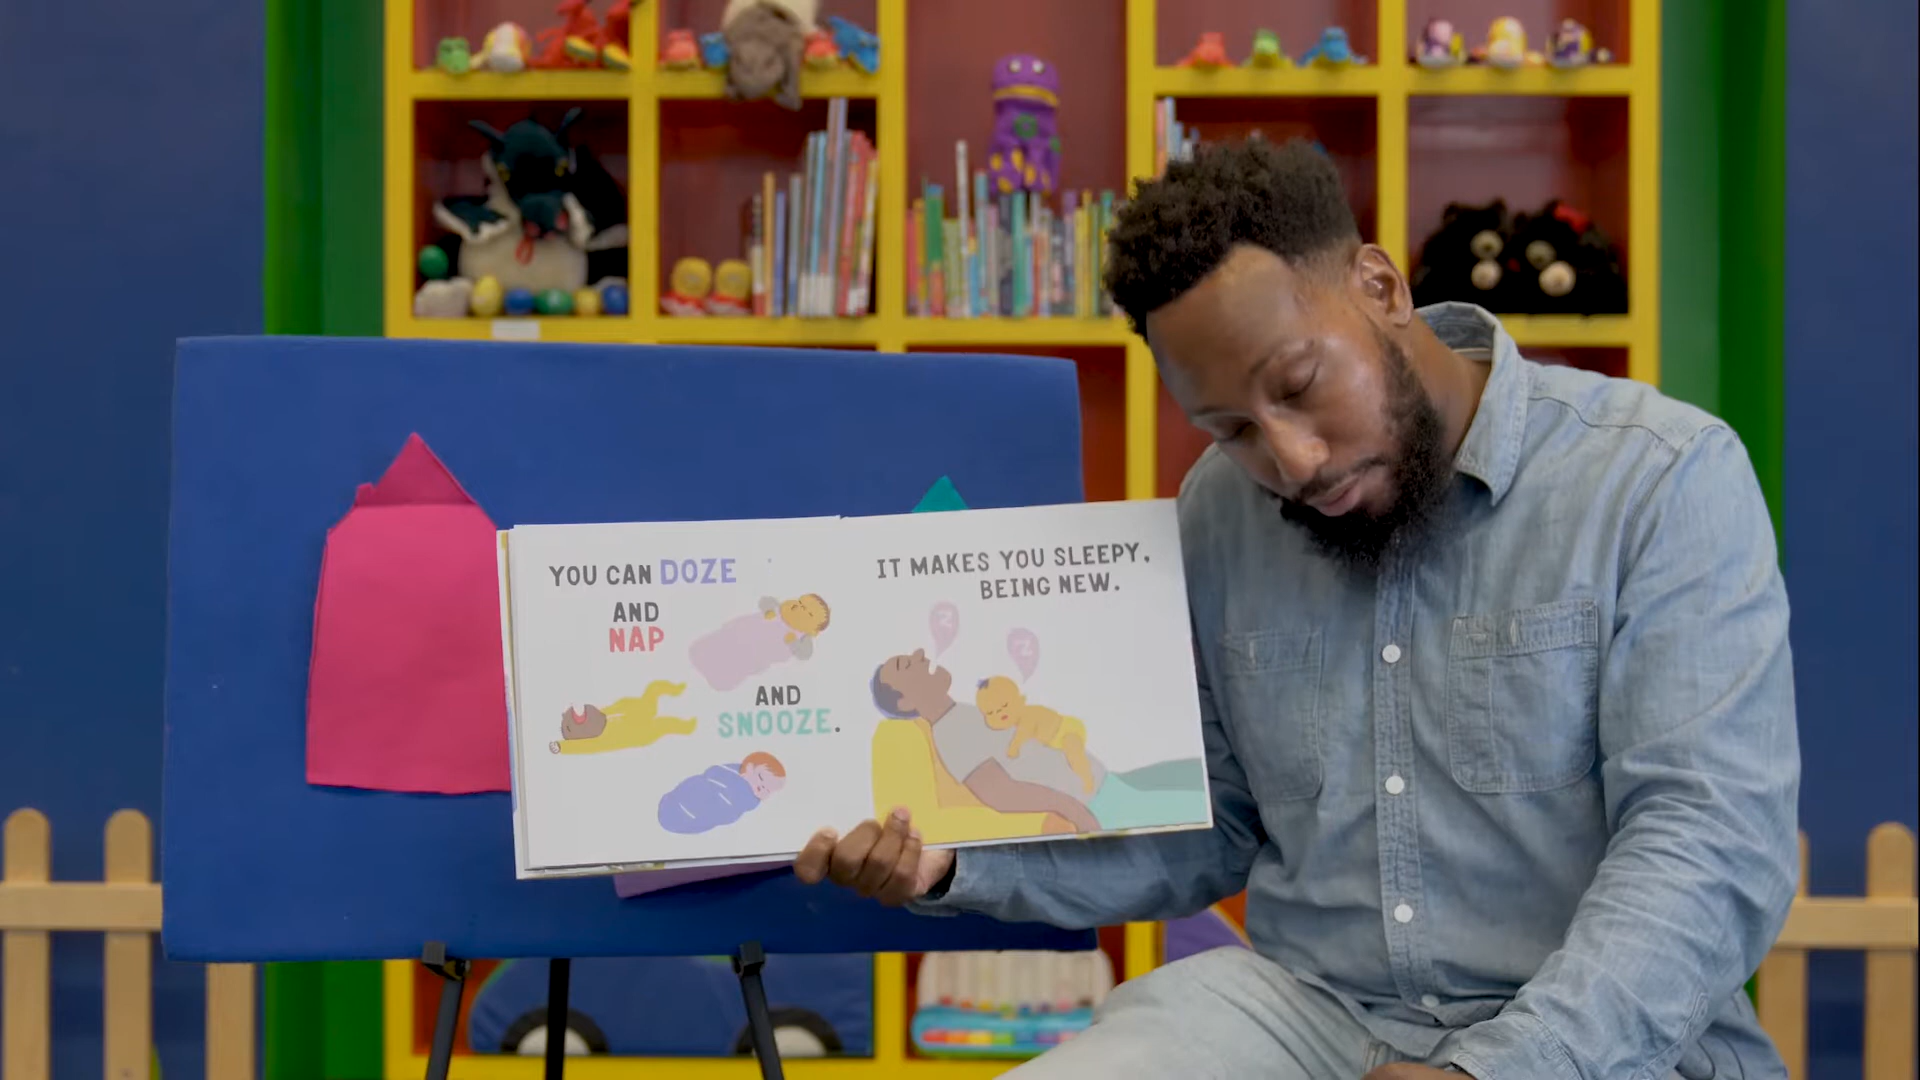 YOU CAN DOZE
AND
NAP
AND
SNOOZE.
IT MAKES YOU SLEEPY,
BEING NEW.
Z
Z